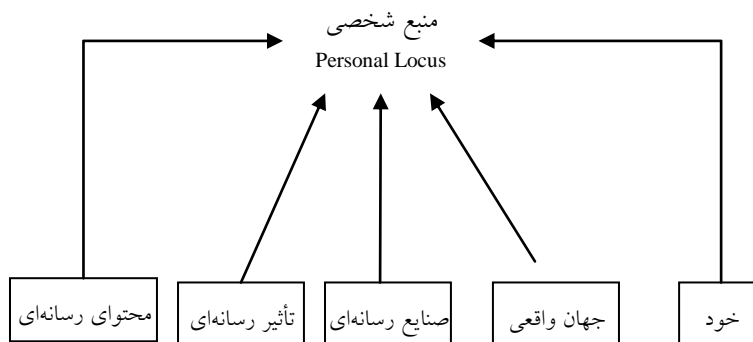 منبع شخصی
Personal Locus
خود
جهان واقعی
صنایع رسانه‌ای
تأثیر رسانه‌ای
محتوای رسانه‌ای